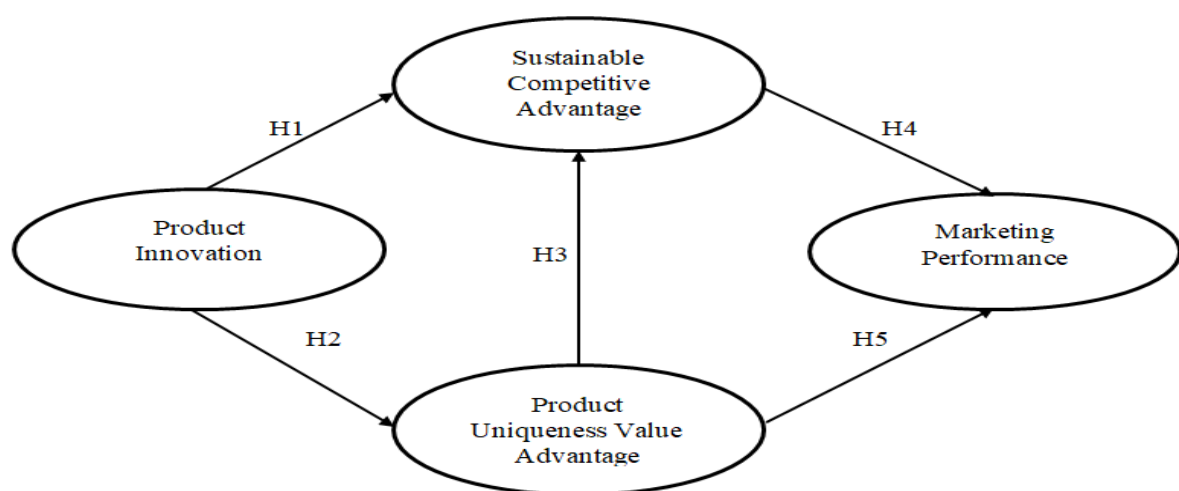 Sustainable
Competitive
Advantage
H1
H4
Product
Innovation
H3
Marketing
Performance
H2
H5
Product
Uniqueness Value
Advantage